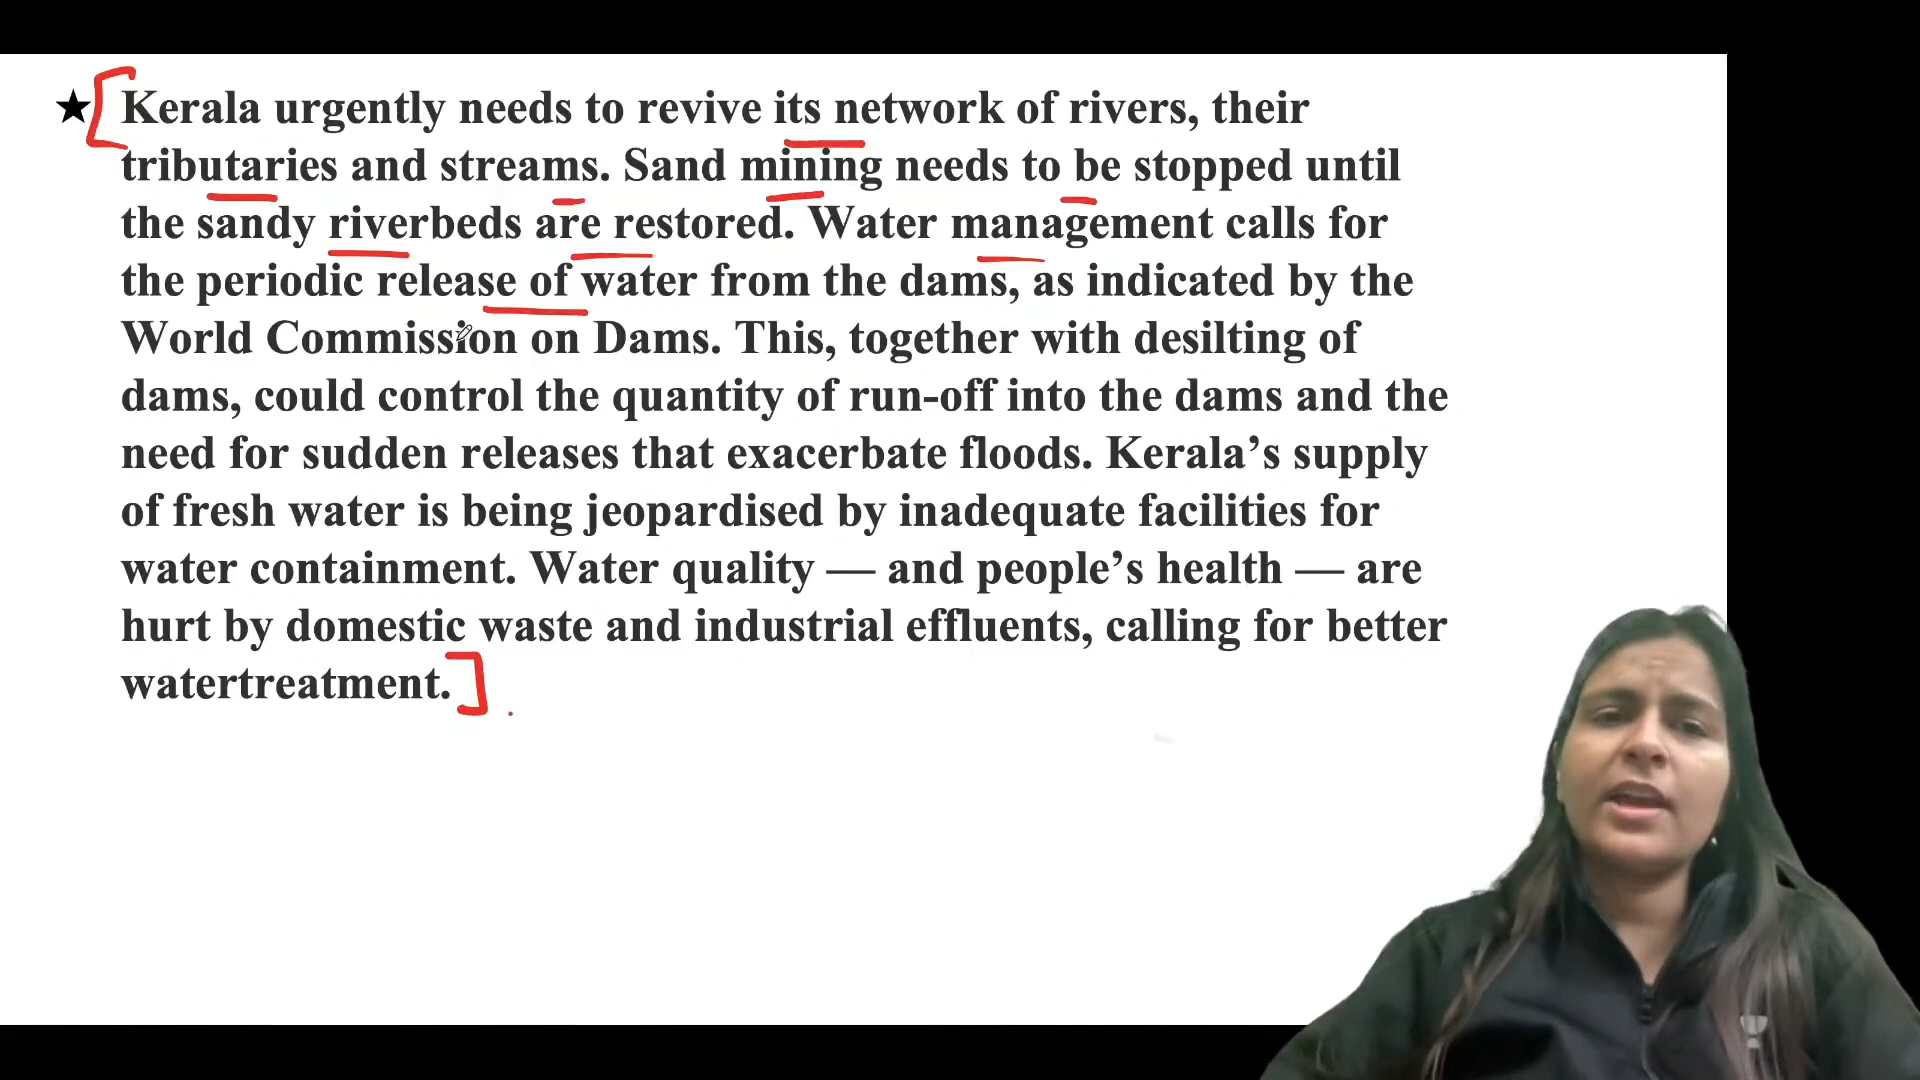 Kerala urgently needs to revive its network of rivers, their
tributaries and streams. Sand mining needs to be stopped until
the sandy riverbeds are restored. Water management calls for
the periodic release of water from the dams, as indicated by the
World Commission on Dams. This, together with desilting of
dams, could control the quantity of run-off into the dams and the
need for sudden releases that exacerbate floods. Kerala’s supply
of fresh water is being jeopardised by inadequate facilities for
water containment. Water quality — and people’s health — are
hurt by domestic waste and industrial effluents, calling for better
watertreatment.